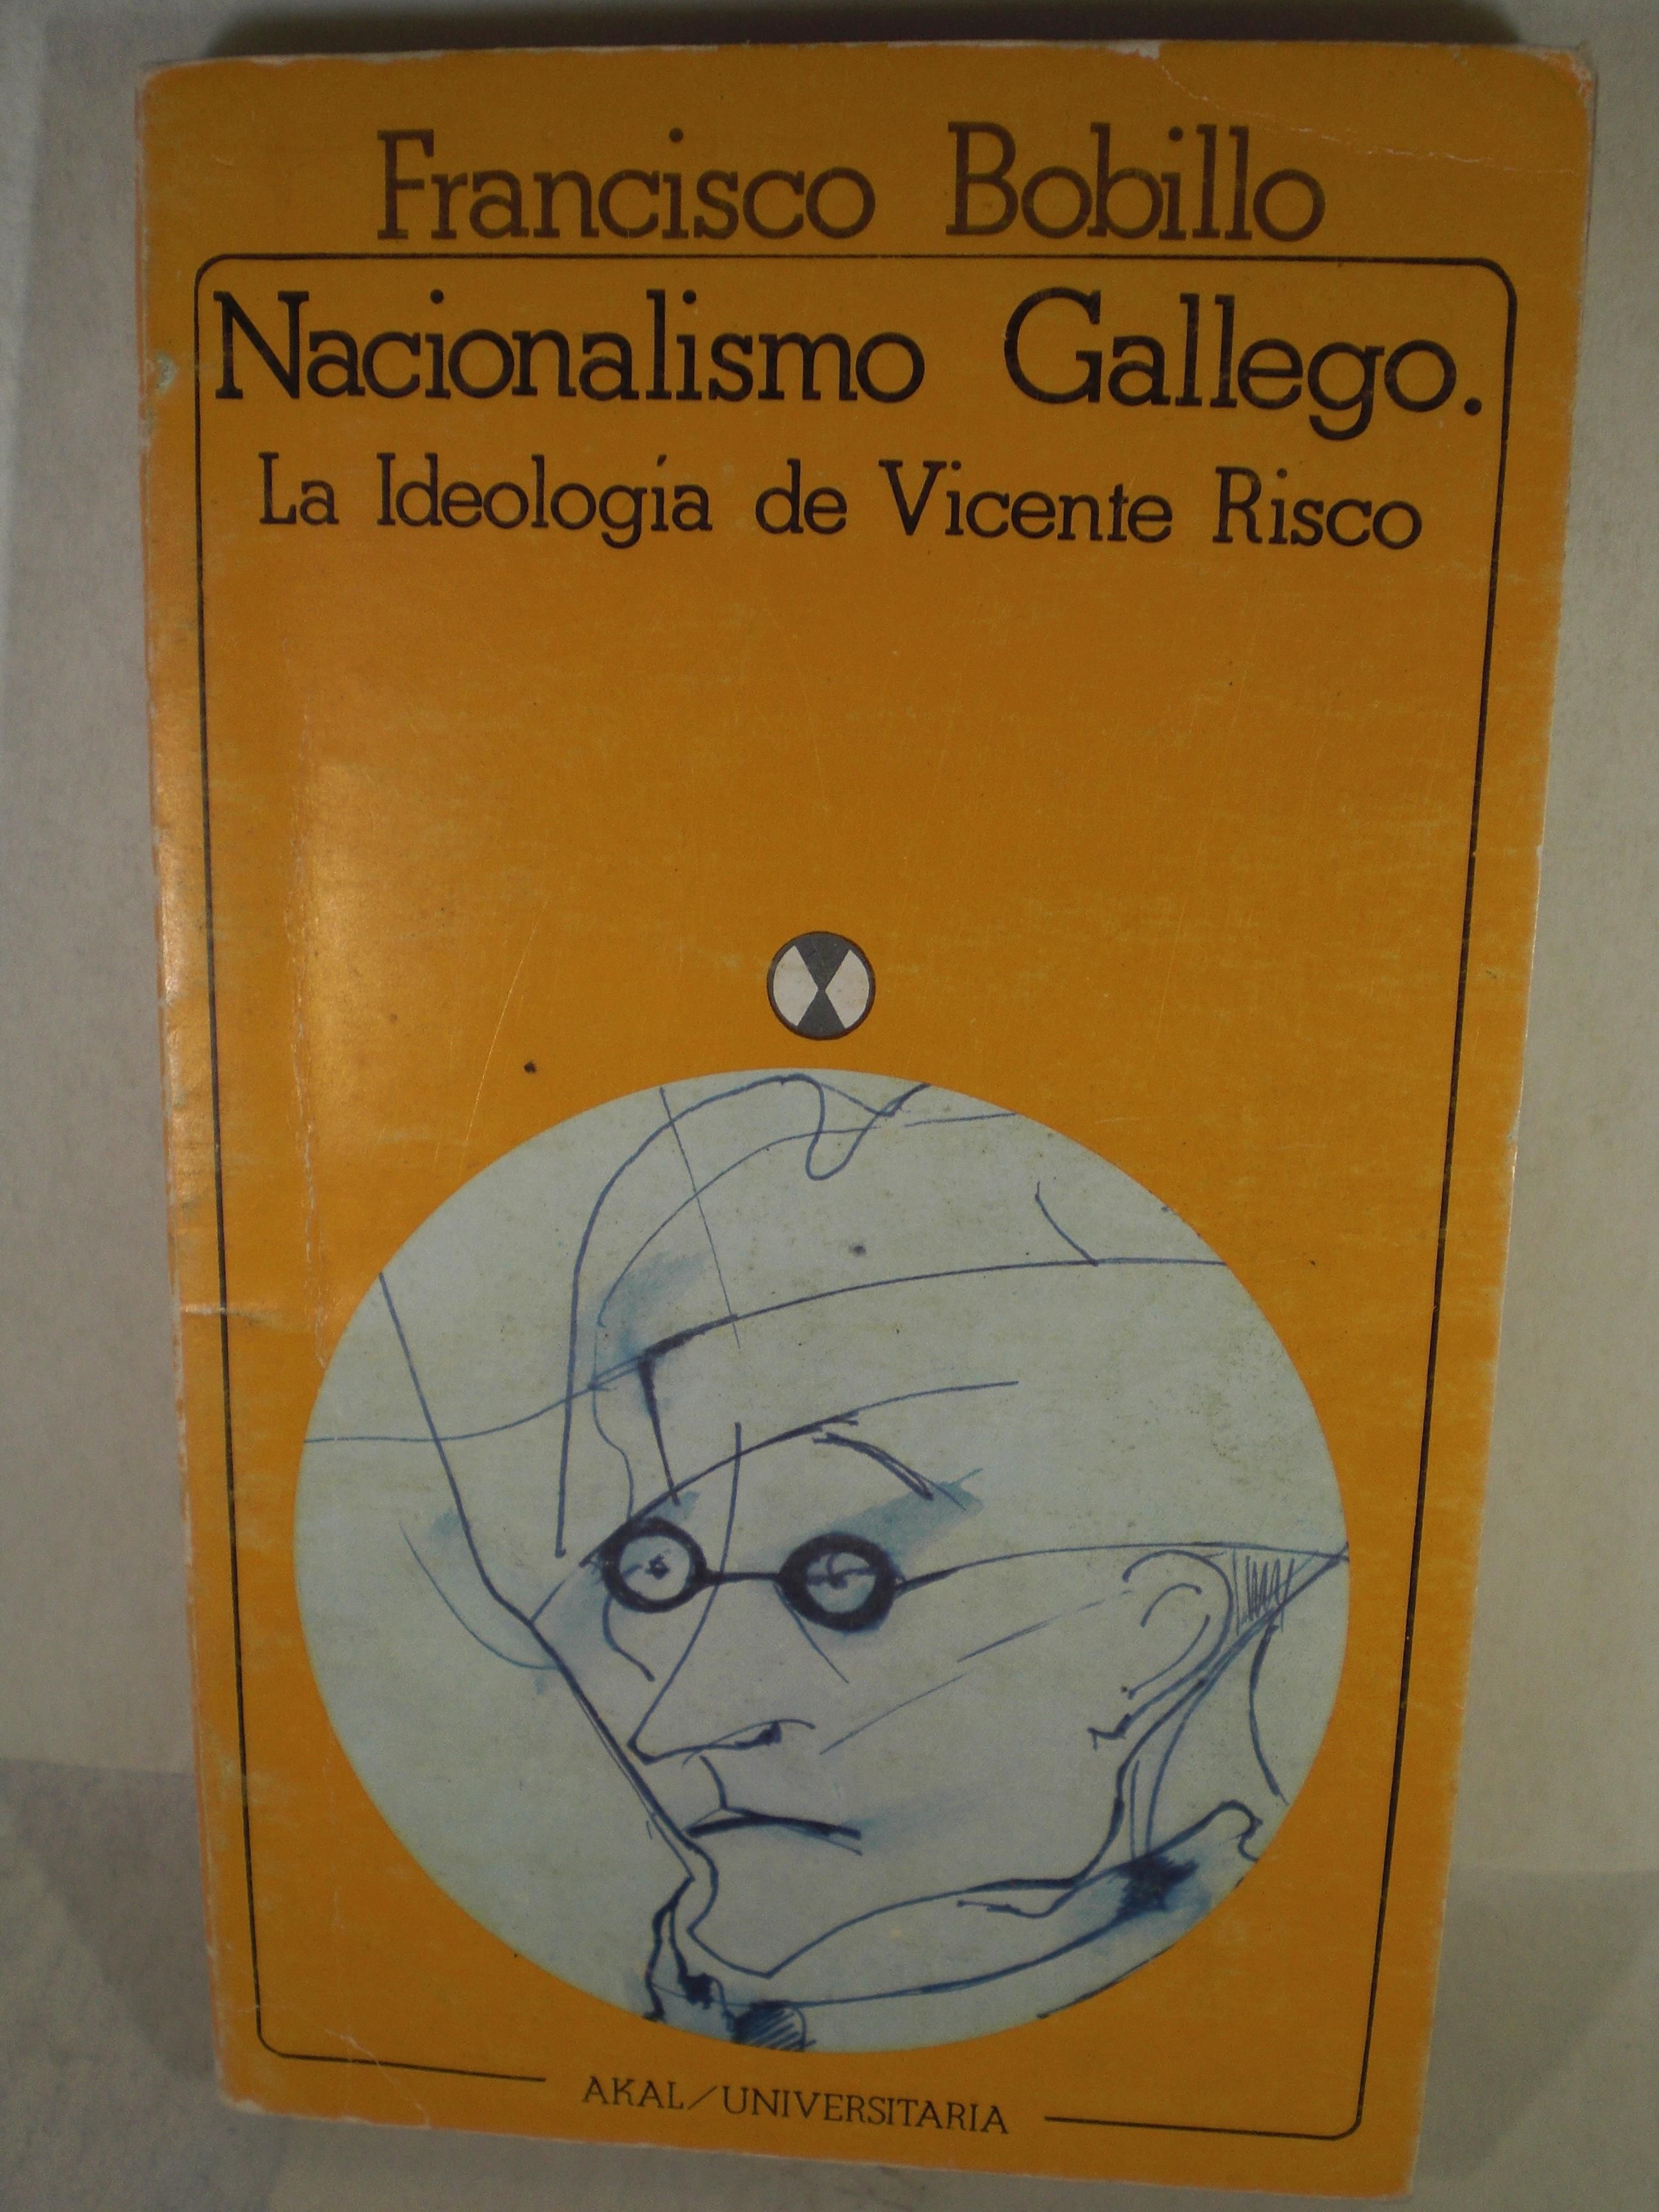 Francisco Bobillo
Nacionalismo Gallego.
La Ideología de Vicente Risco
AKAL/UNIVERSITARIA